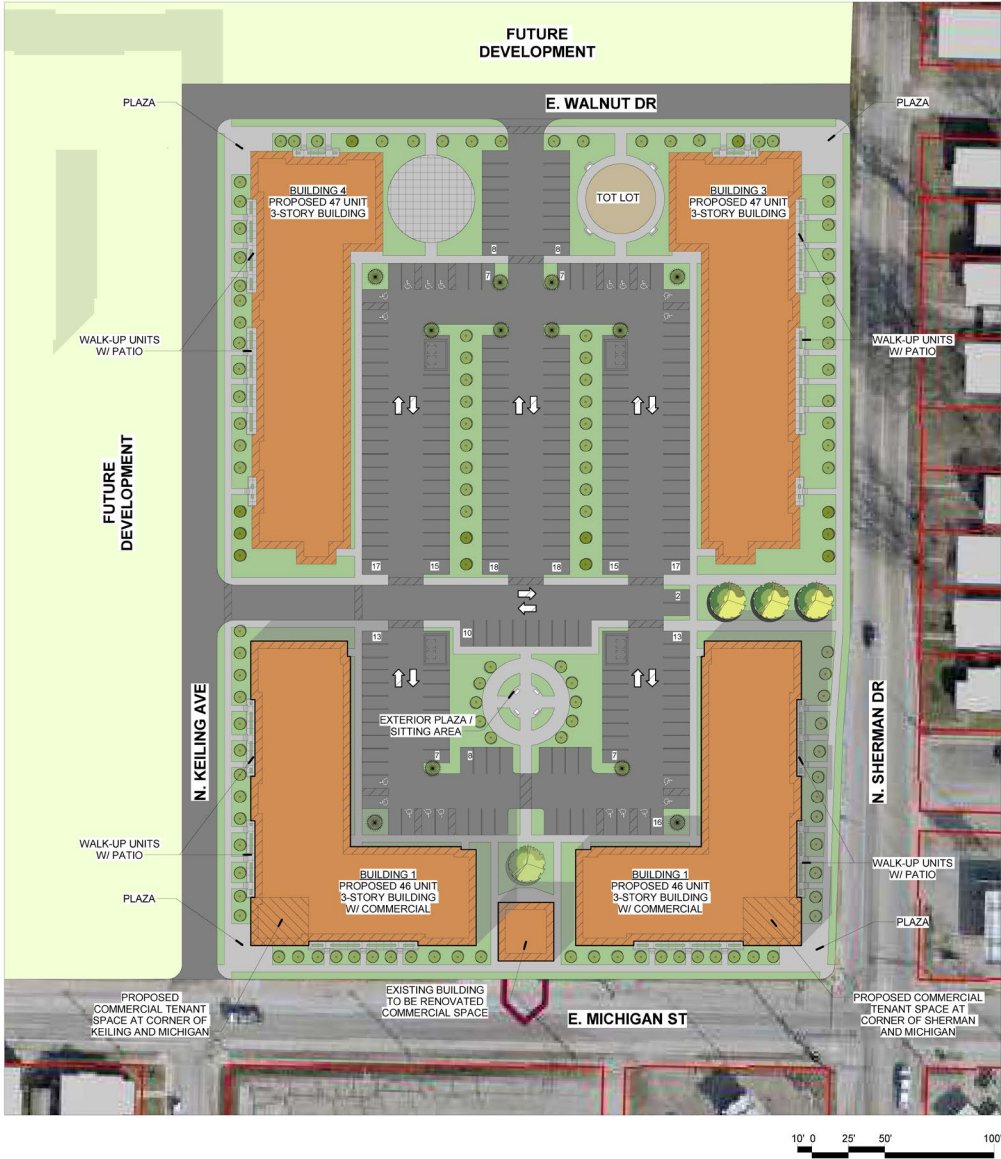 FUTURE
DEVELOPMENT
PLAZA
E. WALNUT DR
PLAZA
BUILDING 4
PROPOSED 47 UNIT
3-STORY BUILDING
TOT LOT
BUILDING 3
PROPOSED 47 UNIT
3-STORY BUILDING
7
7
WALK-UP UNITS
W/ PATIO
WALK-UP UNITS
W/ PATIO
FUTURE
DEVELOPMENT
17
15
18
18
15
17
2
13
10
13
EXTERIOR PLAZA /
SITTING AREA
N. KEILING AVE
N. SHERMAN DR
7
7
16
WALK-UP UNITS
W/ PATIO
WALK-UP UNITS
W/ PATIO
BUILDING 1
PROPOSED 46 UNIT
3-STORY BUILDING
W/ COMMERCIAL
BUILDING 1
PROPOSED 46 UNIT
3-STORY BUILDING
W/ COMMERCIAL
PLAZA
PLAZA
PROPOSED
COMMERCIAL TENANT
SPACE AT CORNER OF
KEILING AND MICHIGAN
EXISTING BUILDING
TO BE RENOVATED
COMMERCIAL SPACE
PROPOSED COMMERCIAL
TENANT SPACE AT
CORNER OF SHERMAN
AND MICHIGAN
E. MICHIGAN ST
10' 0 25' 50' 100'